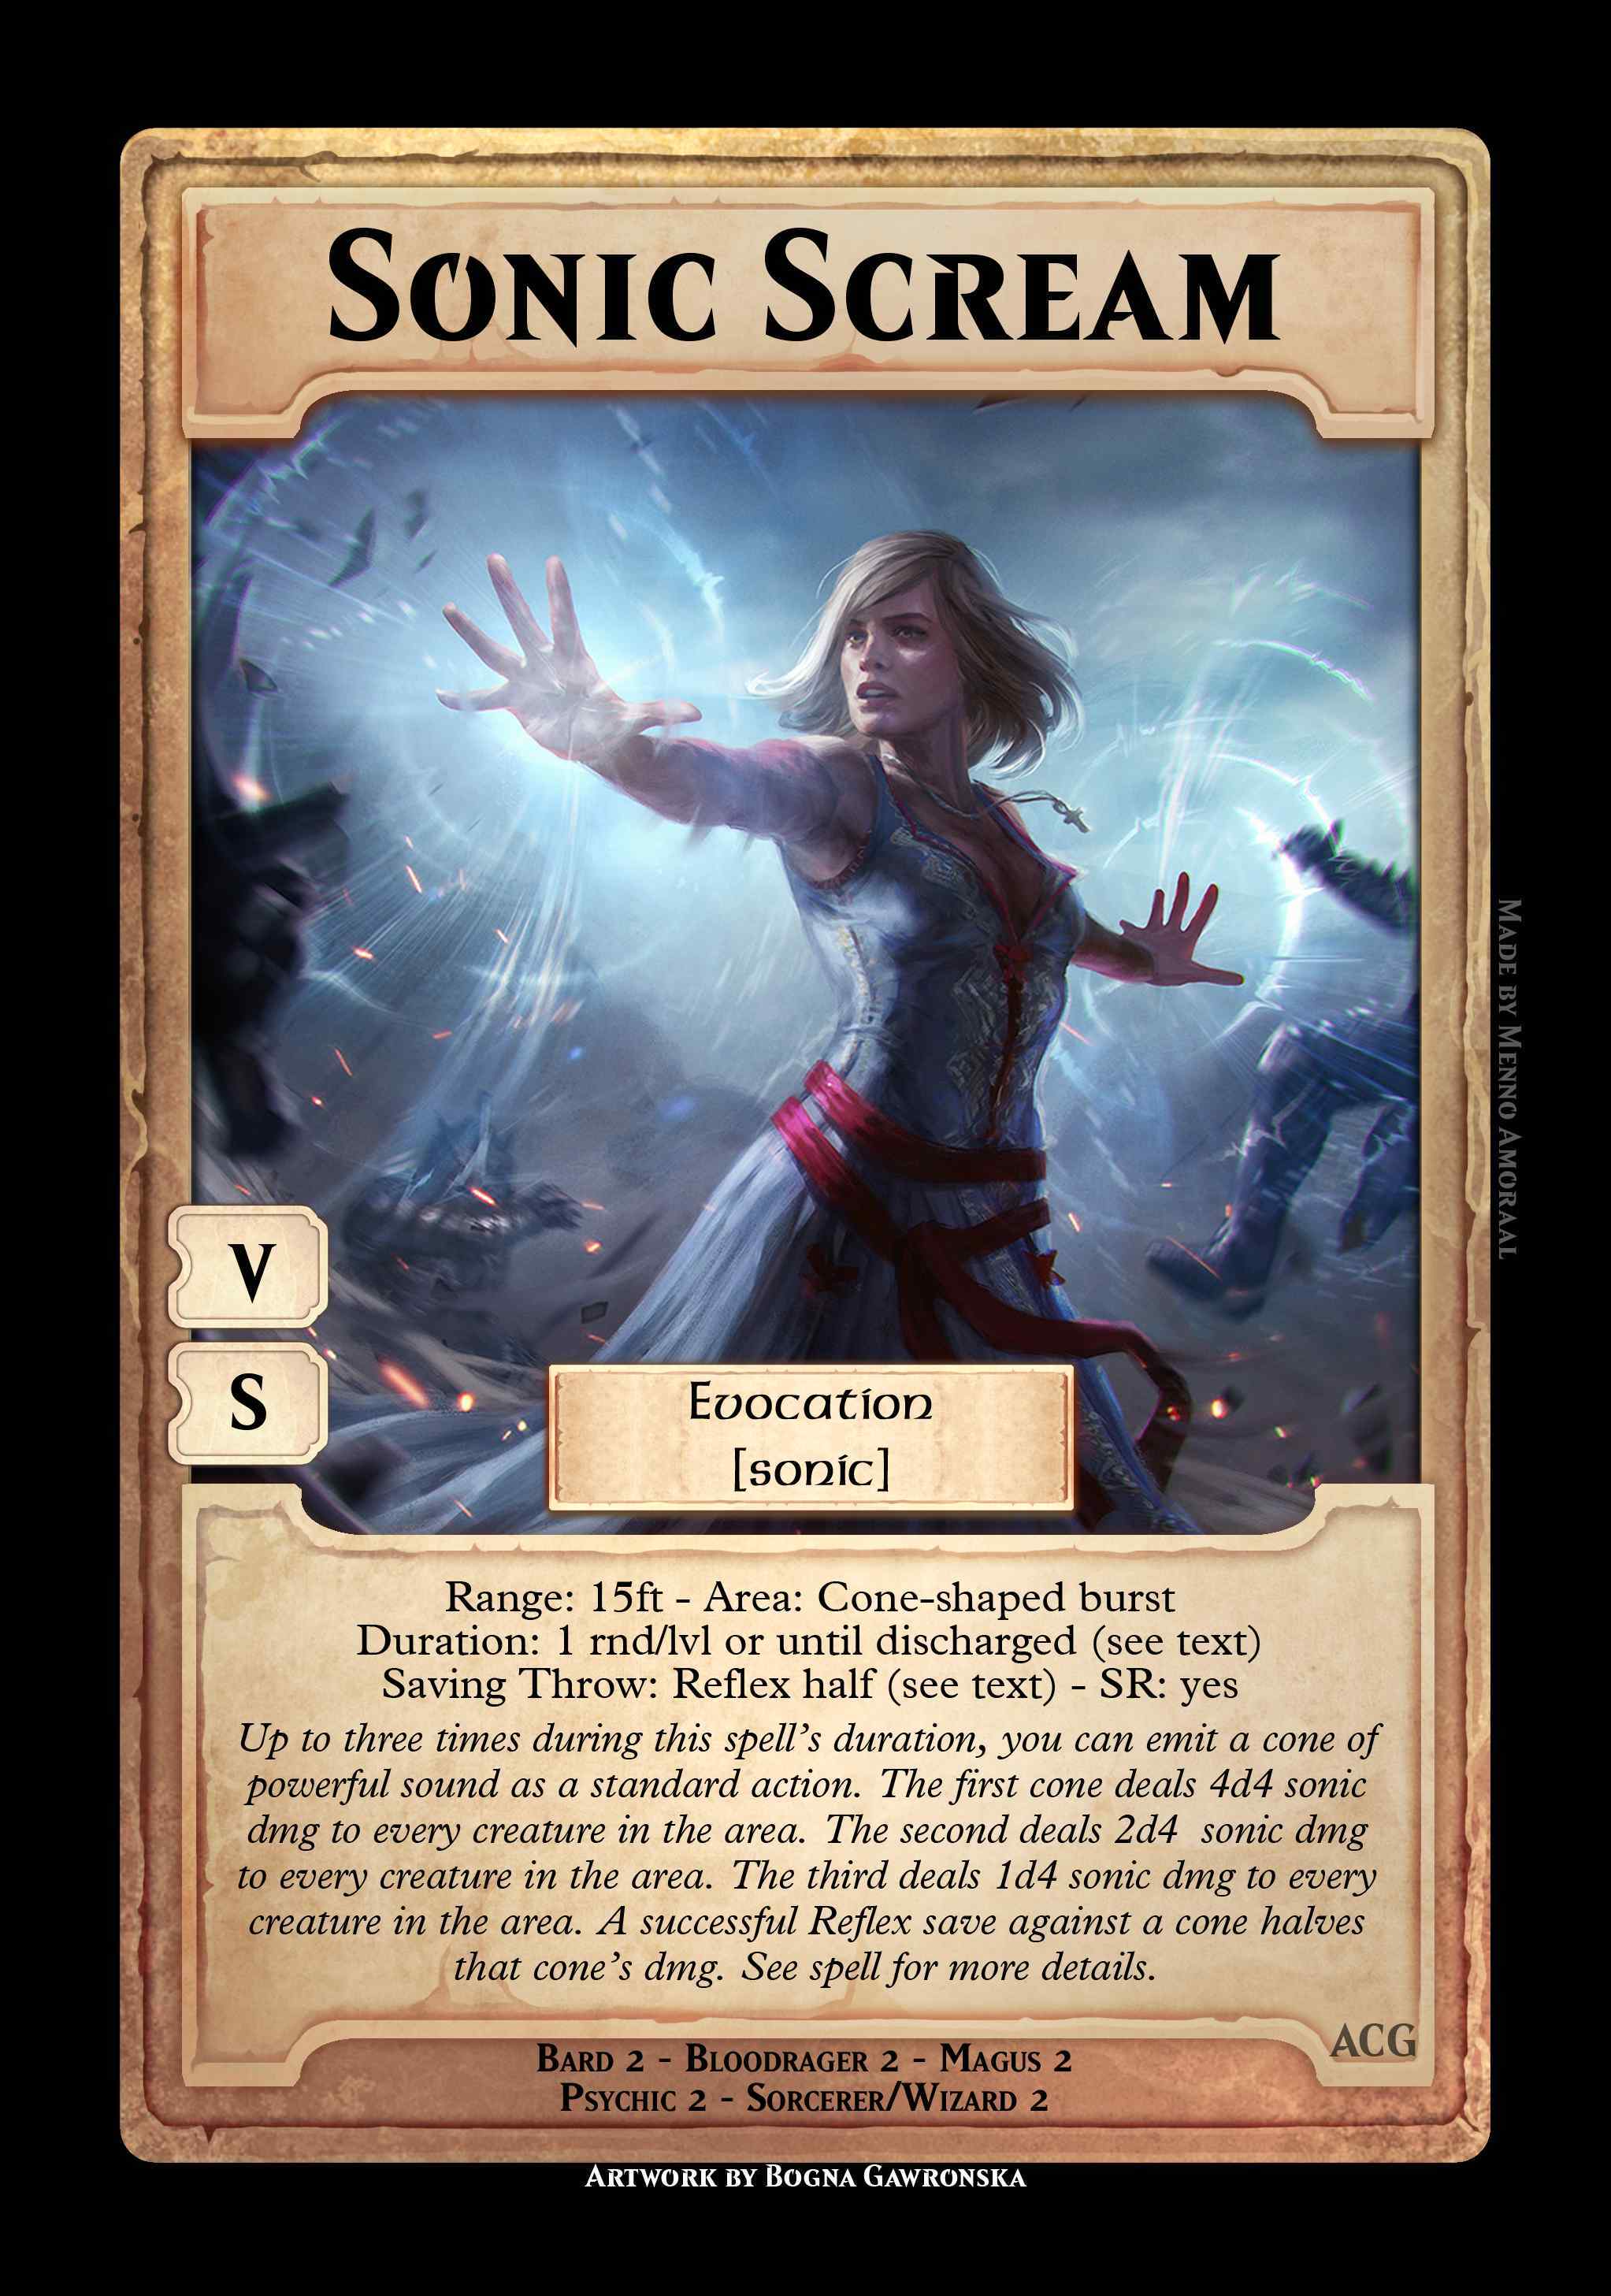 Sonic Scream
Made by Menno Amoraal
V
S
Evocation
[sonic]
Range: 15ft - Area: Cone-shaped burst
Duration: 1 rnd/lvl or until discharged (see text)
Saving Throw: Reflex half (see text) - SR: yes
Up to three times during this spell’s duration, you can emit a cone of
powerful sound as a standard action. The first cone deals 4d4 sonic
dmg to every creature in the area. The second deals 2d4  sonic dmg
to every creature in the area. The third deals 1d4 sonic dmg to every
creature in the area. A successful Reflex save against a cone halves
that cone’s dmg. See spell for more details.
ACG
Bard 2 - Bloodrager 2 - Magus 2
Psychic 2 - Sorcerer/Wizard 2
Artwork by Bogna Gawronska